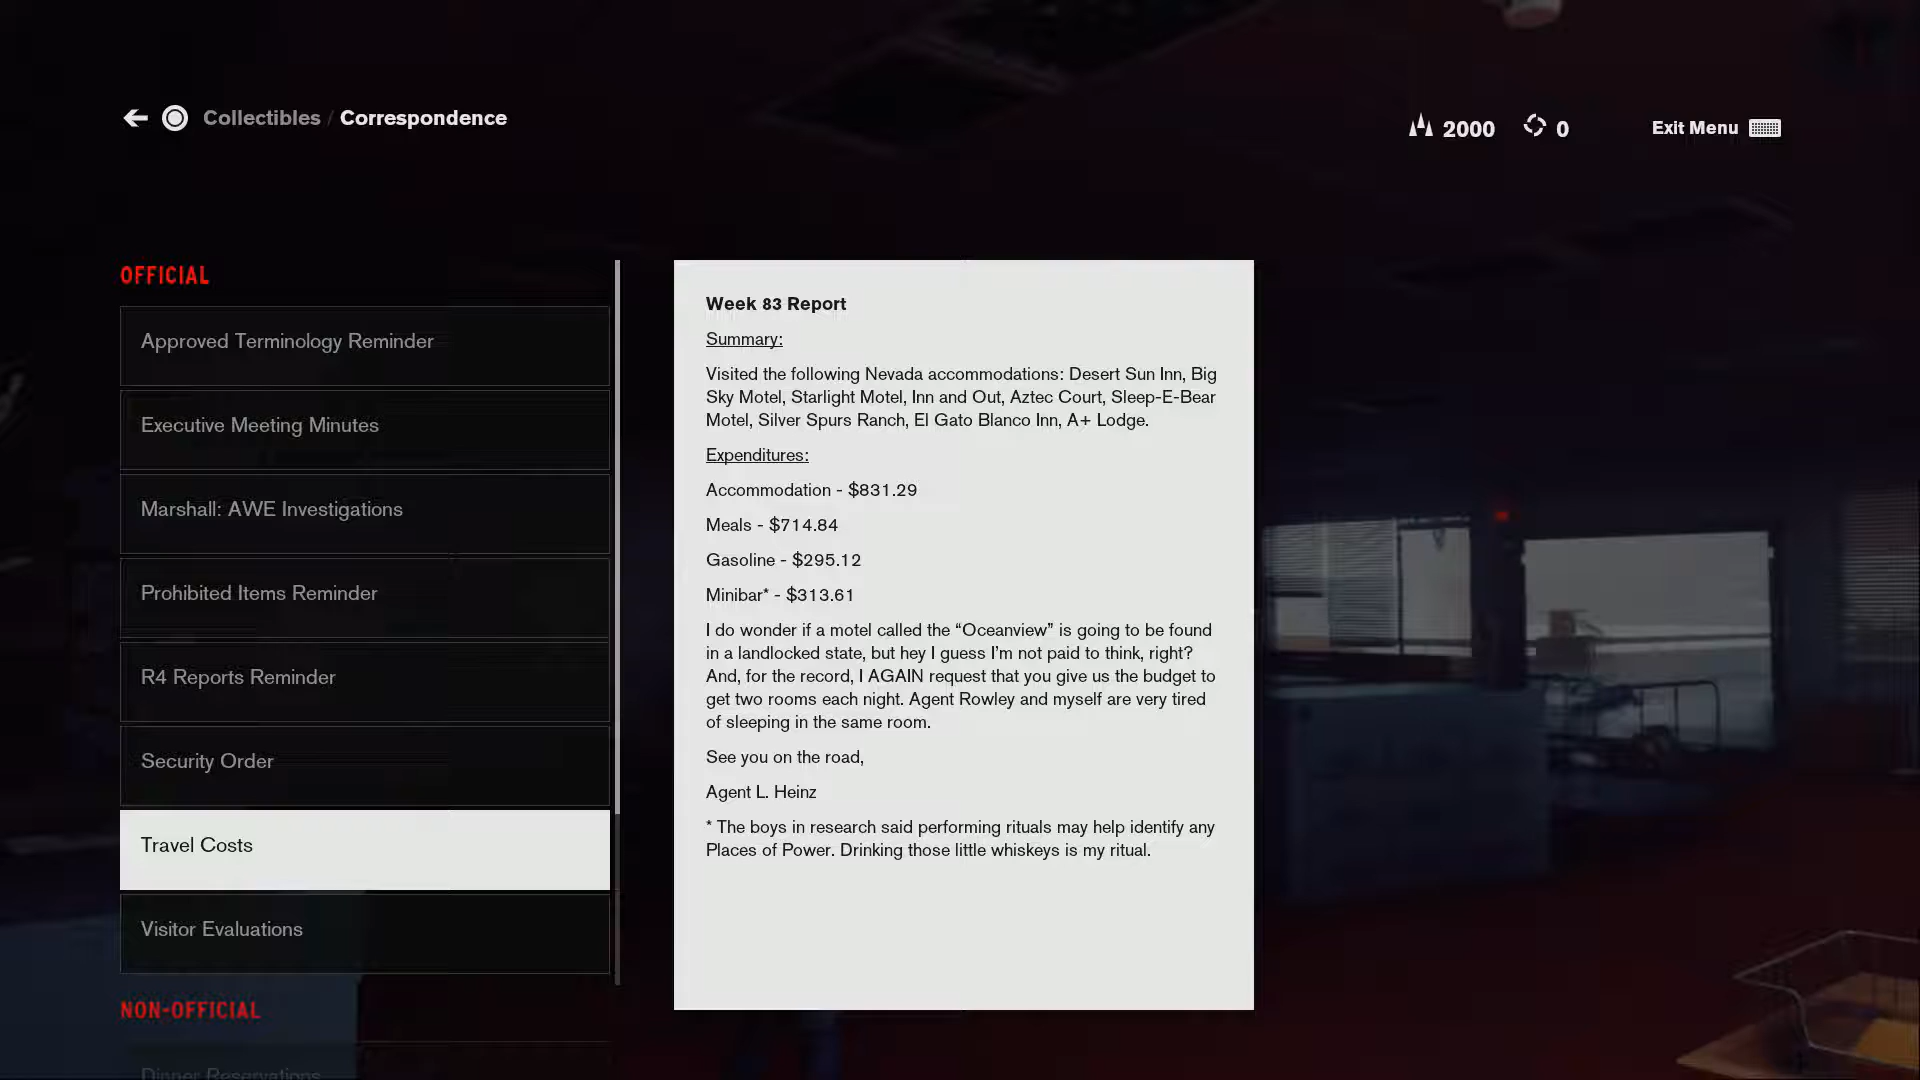 Collectibles / Correspondence
2000
0
Exit Menu
OFFICIAL
Approved Terminology Reminder
Executive Meeting Minutes
Marshall: AWE Investigations
Prohibited Items Reminder
R4 Reports Reminder
Security Order
Travel Costs
Visitor Evaluations
NON-OFFICIAL
Dinner Reservations
Week 83 Report
Summary:
Visited the following Nevada accommodations: Desert Sun Inn, Big
Sky Motel, Starlight Motel, Inn and Out, Aztec Court, Sleep-E-Bear
Motel, Silver Spurs Ranch, El Gato Blanco Inn, A+ Lodge.
Expenditures:
Accommodation - $831.29
Meals - $714.84
Gasoline - $295.12
Minibar* - $313.61
I do wonder if a motel called the “Oceanview” is going to be found
in a landlocked state, but hey I guess I’m not paid to think, right?
And, for the record, I AGAIN request that you give us the budget to
get two rooms each night. Agent Rowley and myself are very tired
of sleeping in the same room.
See you on the road,
Agent L. Heinz
* The boys in research said performing rituals may help identify any
Places of Power. Drinking those little whiskeys is my ritual.